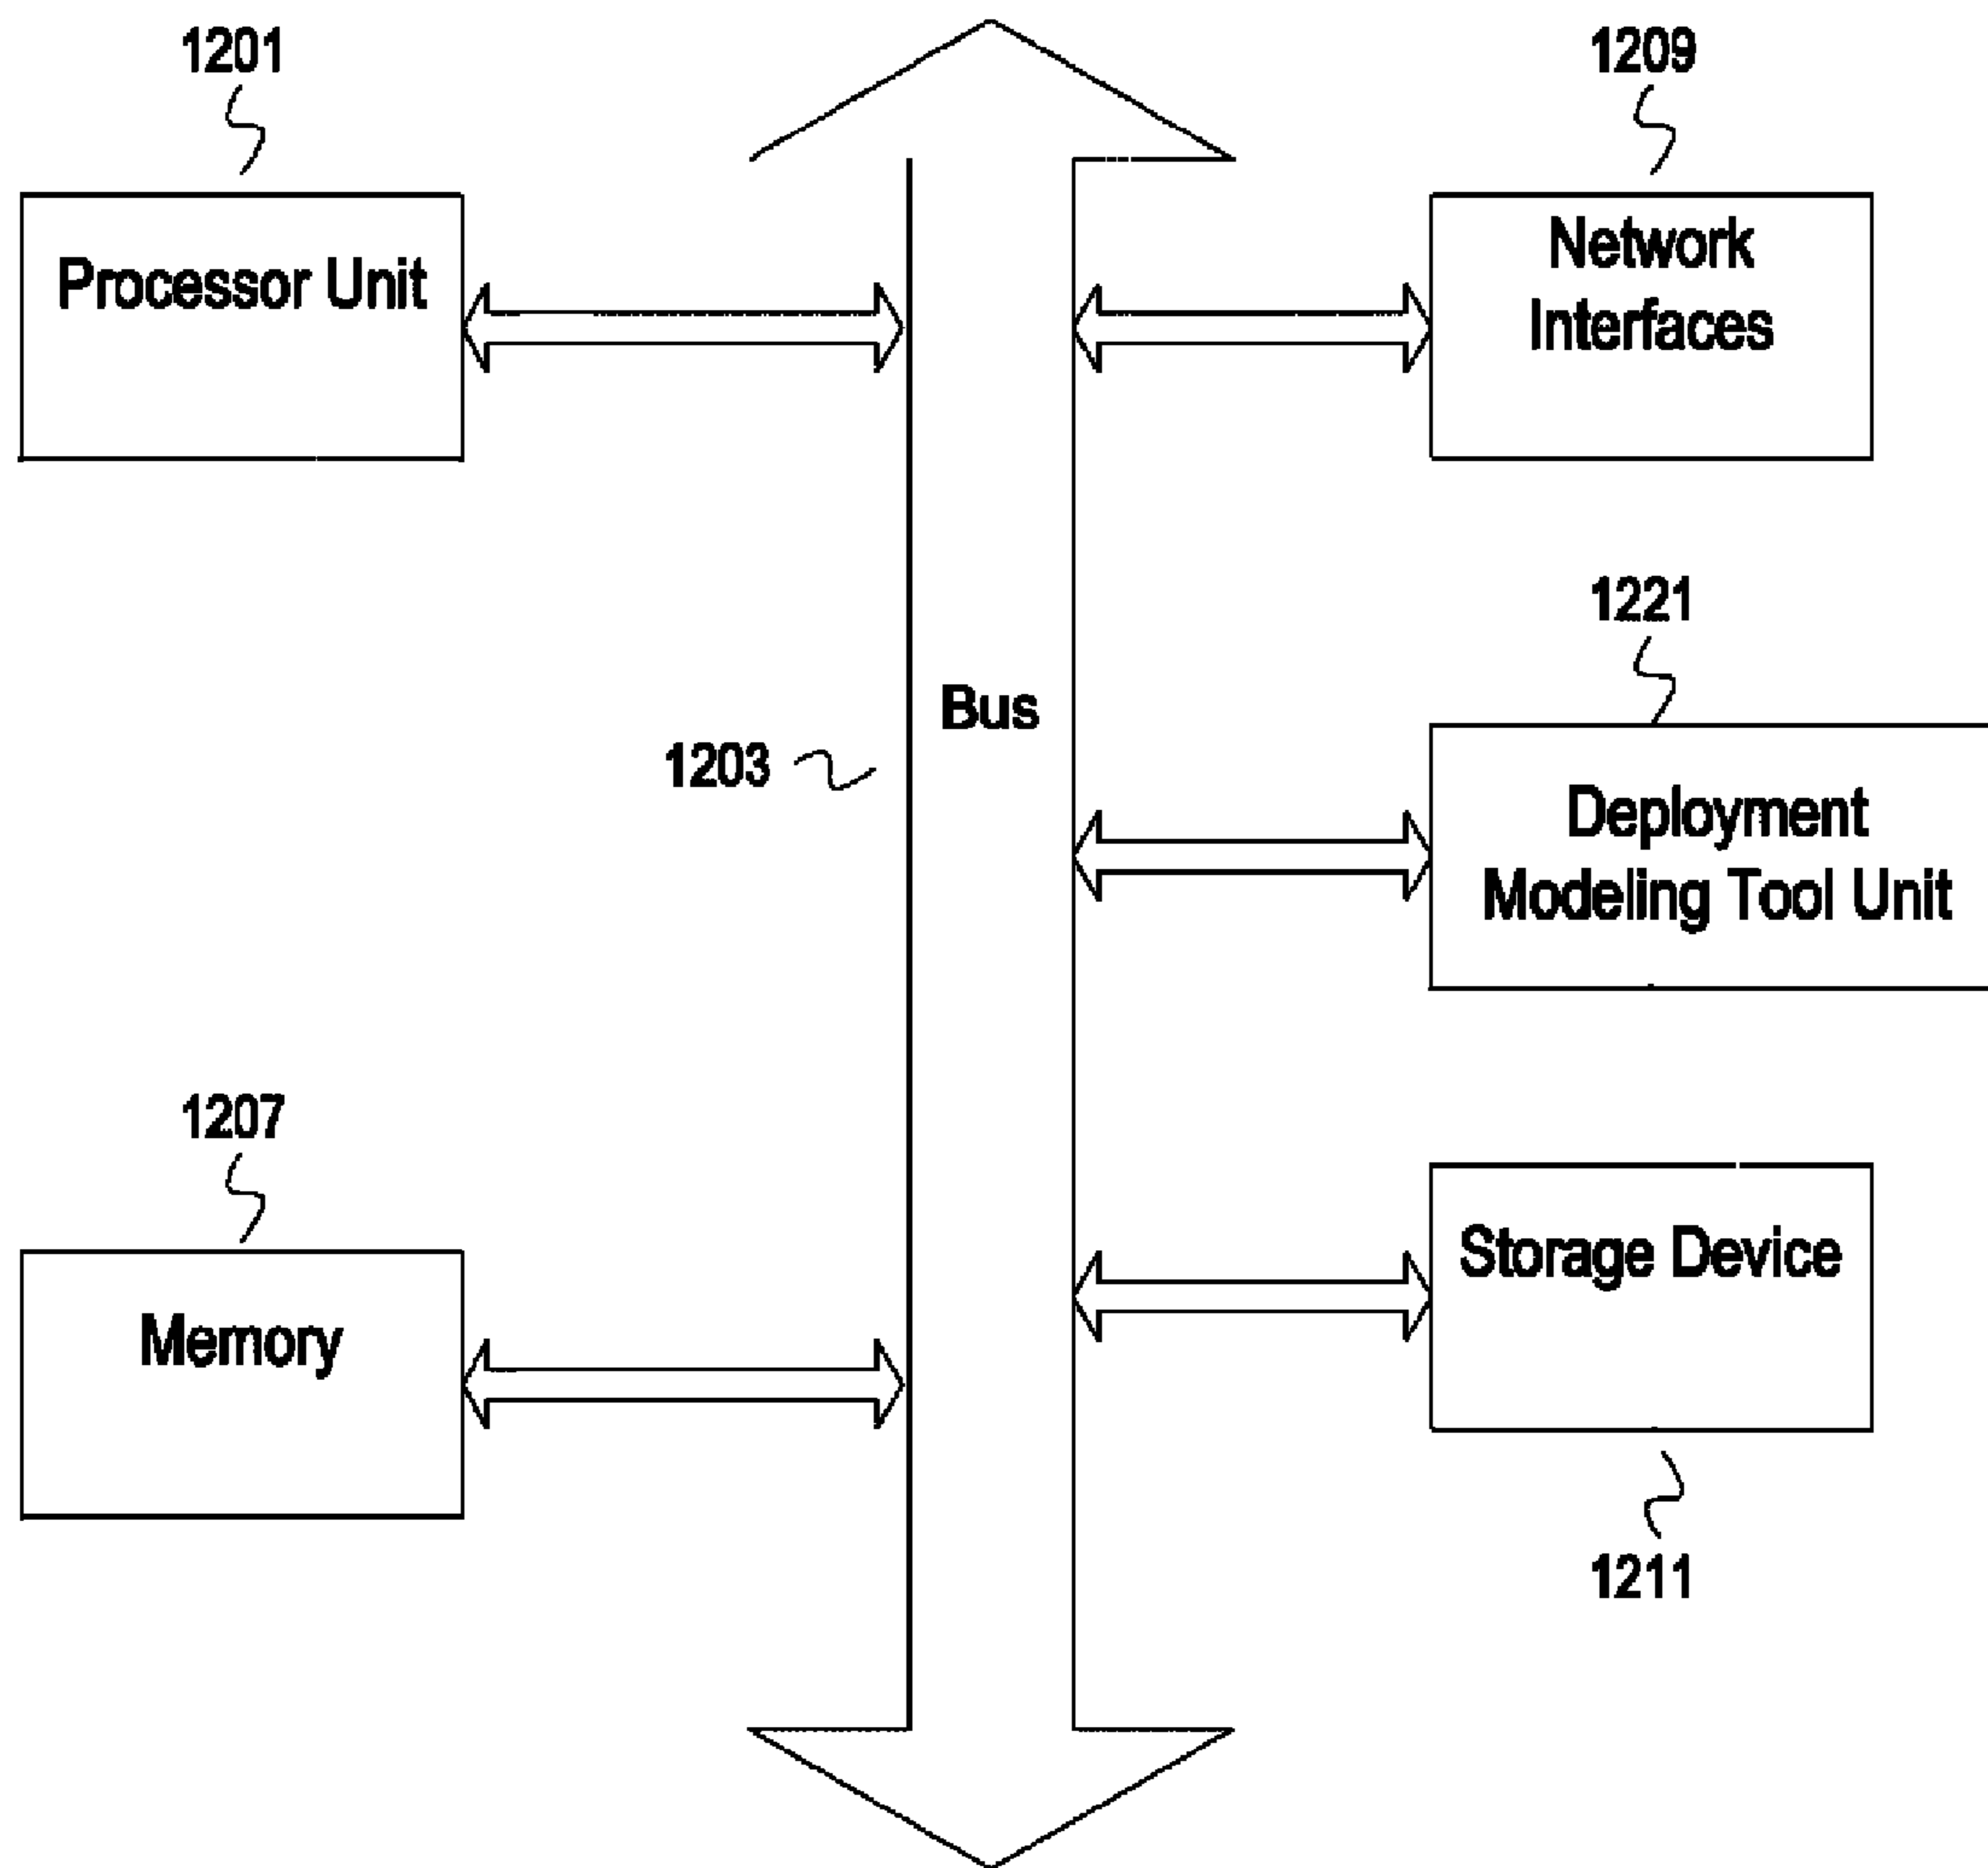 1201
1209
Processor Unit
Network
Interfaces
1221
Bus
1203
Deployment
Modeling Tool Unit
1207
Storage Device
Memory
1211